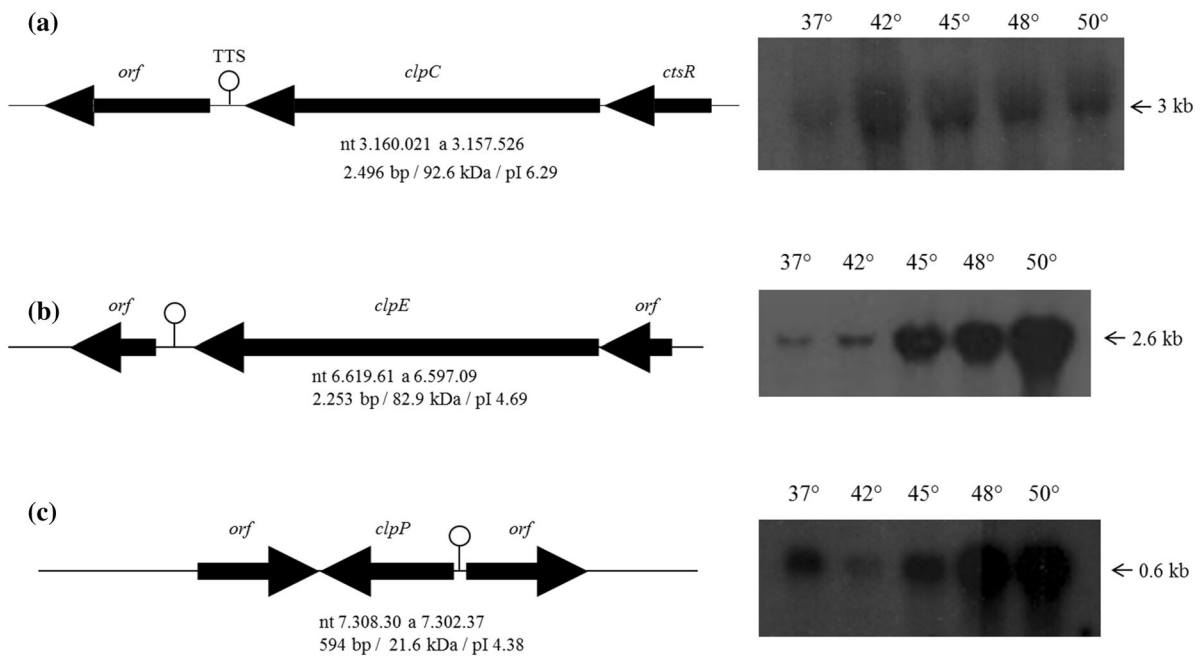 (a)
TTS
orf
clpC
ctsR
nt 3.160.021 a 3.157.526
2.496 bp / 92.6 kDa / pI 6.29
37° 42° 45° 48° 50°
← 3 kb
(b)
orf
clpE
orf
nt 6.619.61 a 6.597.09
2.253 bp / 82.9 kDa / pI 4.69
37° 42° 45° 48° 50°
← 2.6 kb
(c)
orf
clpP
orf
nt 7.308.30 a 7.302.37
594 bp / 21.6 kDa / pI 4.38
37° 42° 45° 48° 50°
← 0.6 kb